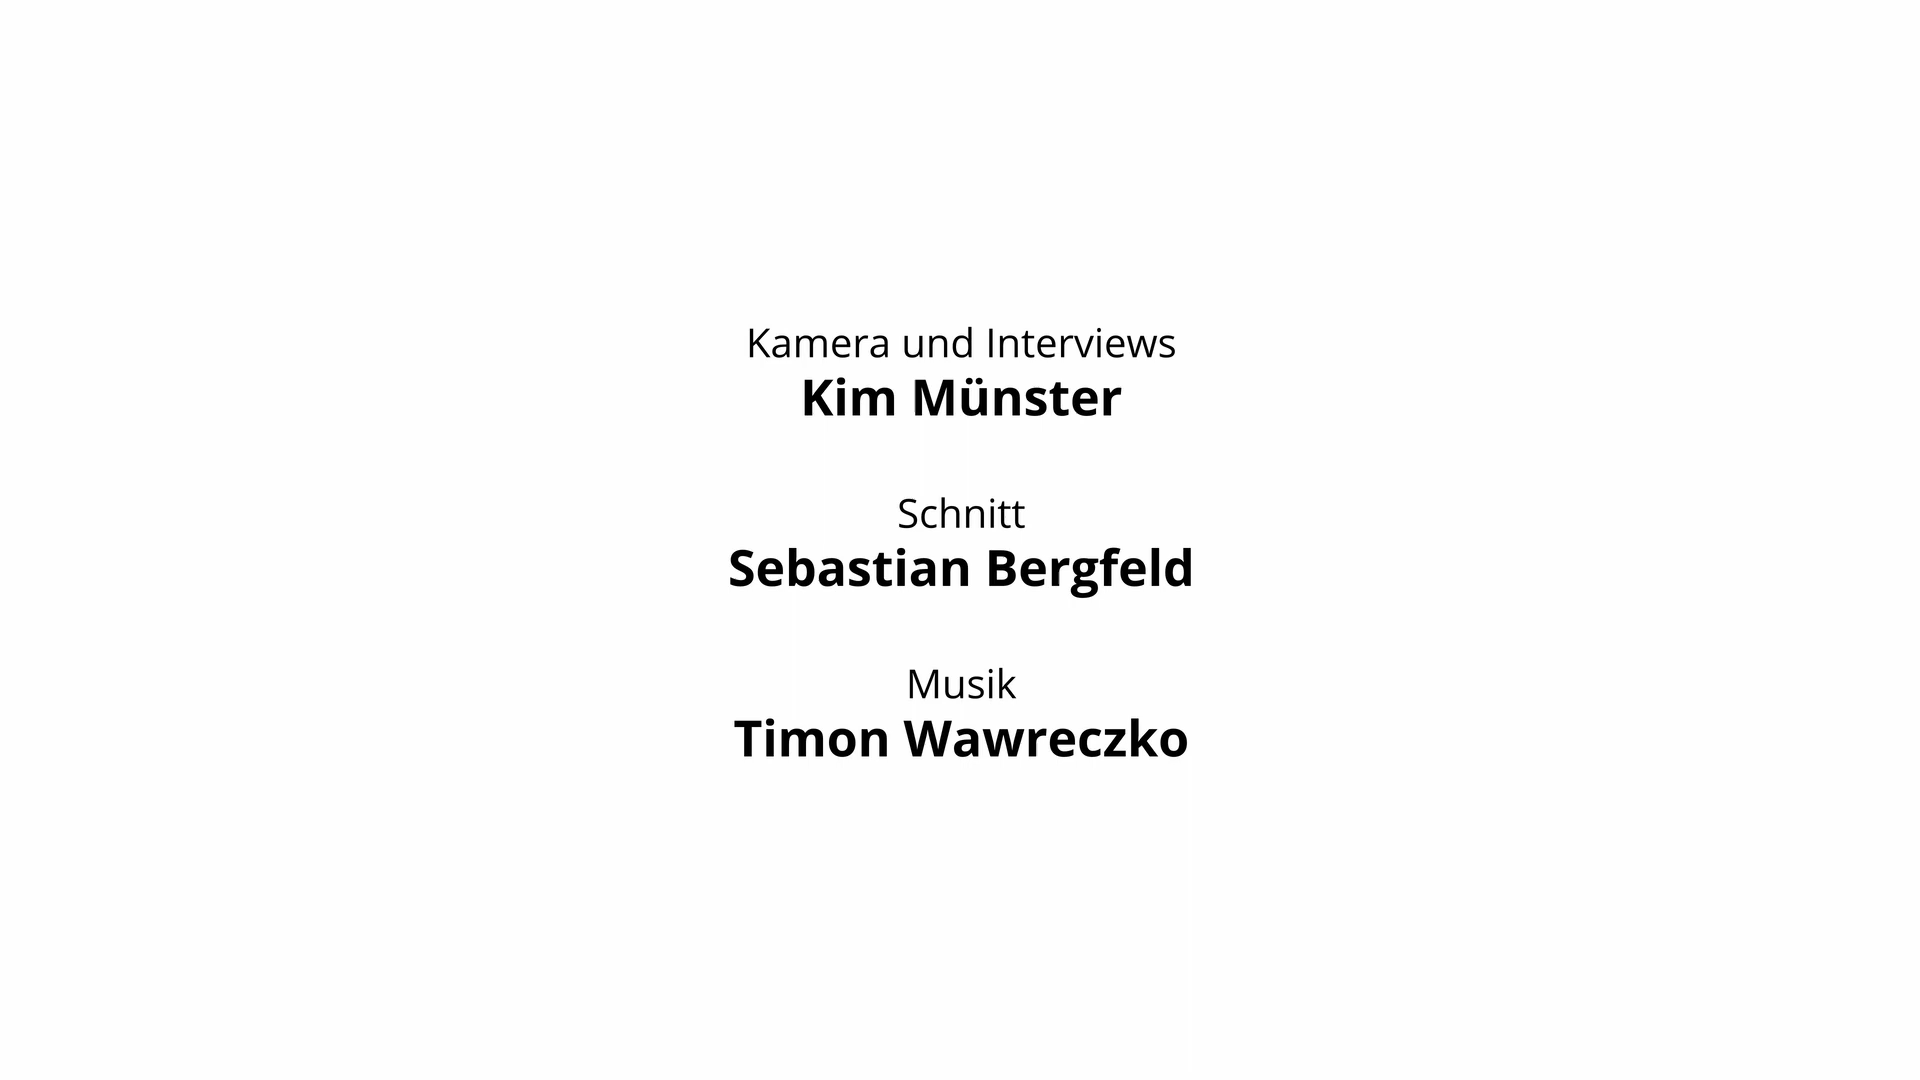 Kamera und Interviews
Kim Münster
Schnitt
Sebastian Bergfeld
Musik
Timon Wawreczko